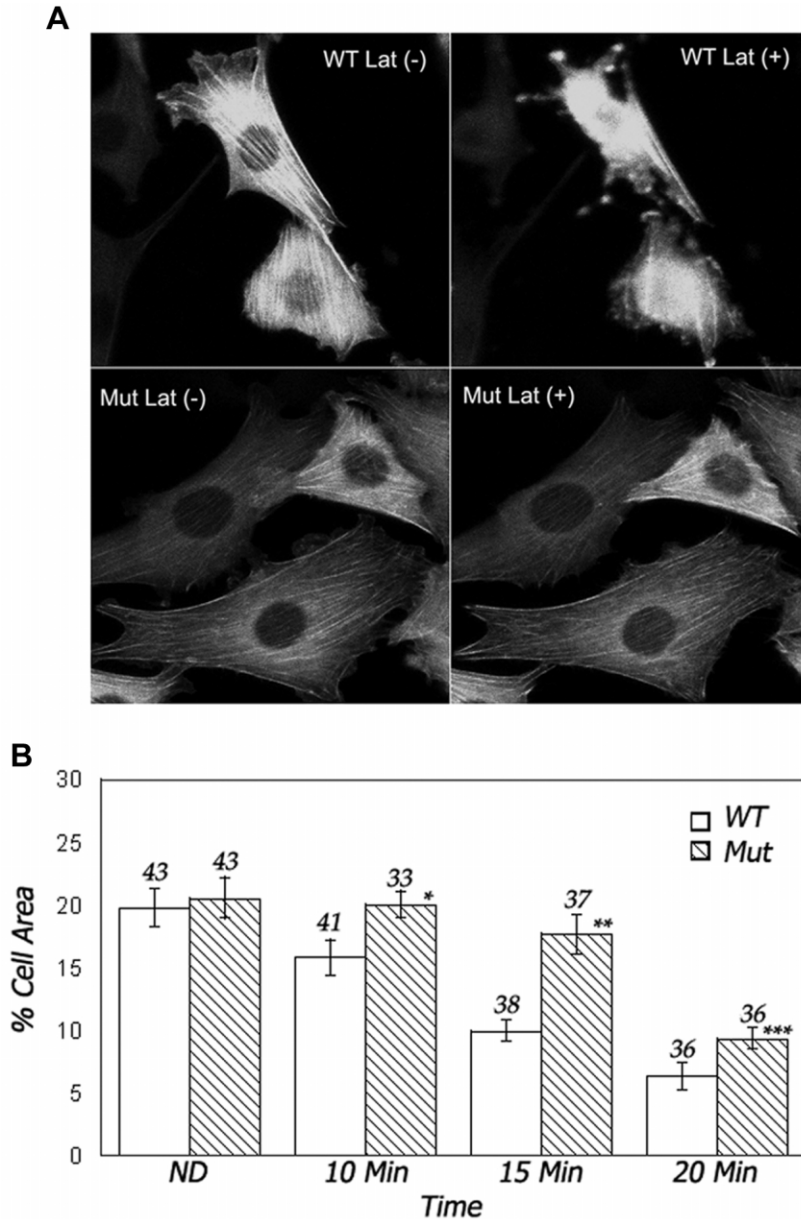 A
WT Lat (-)
WT Lat (+)
Mut Lat (-)
Mut Lat (+)
B
30
25
20
15
10
5
0
% Cell Area
WT
Mut
43
43
41
33
*
38
37
**
36
36
***
ND
10 Min
15 Min
20 Min
Time